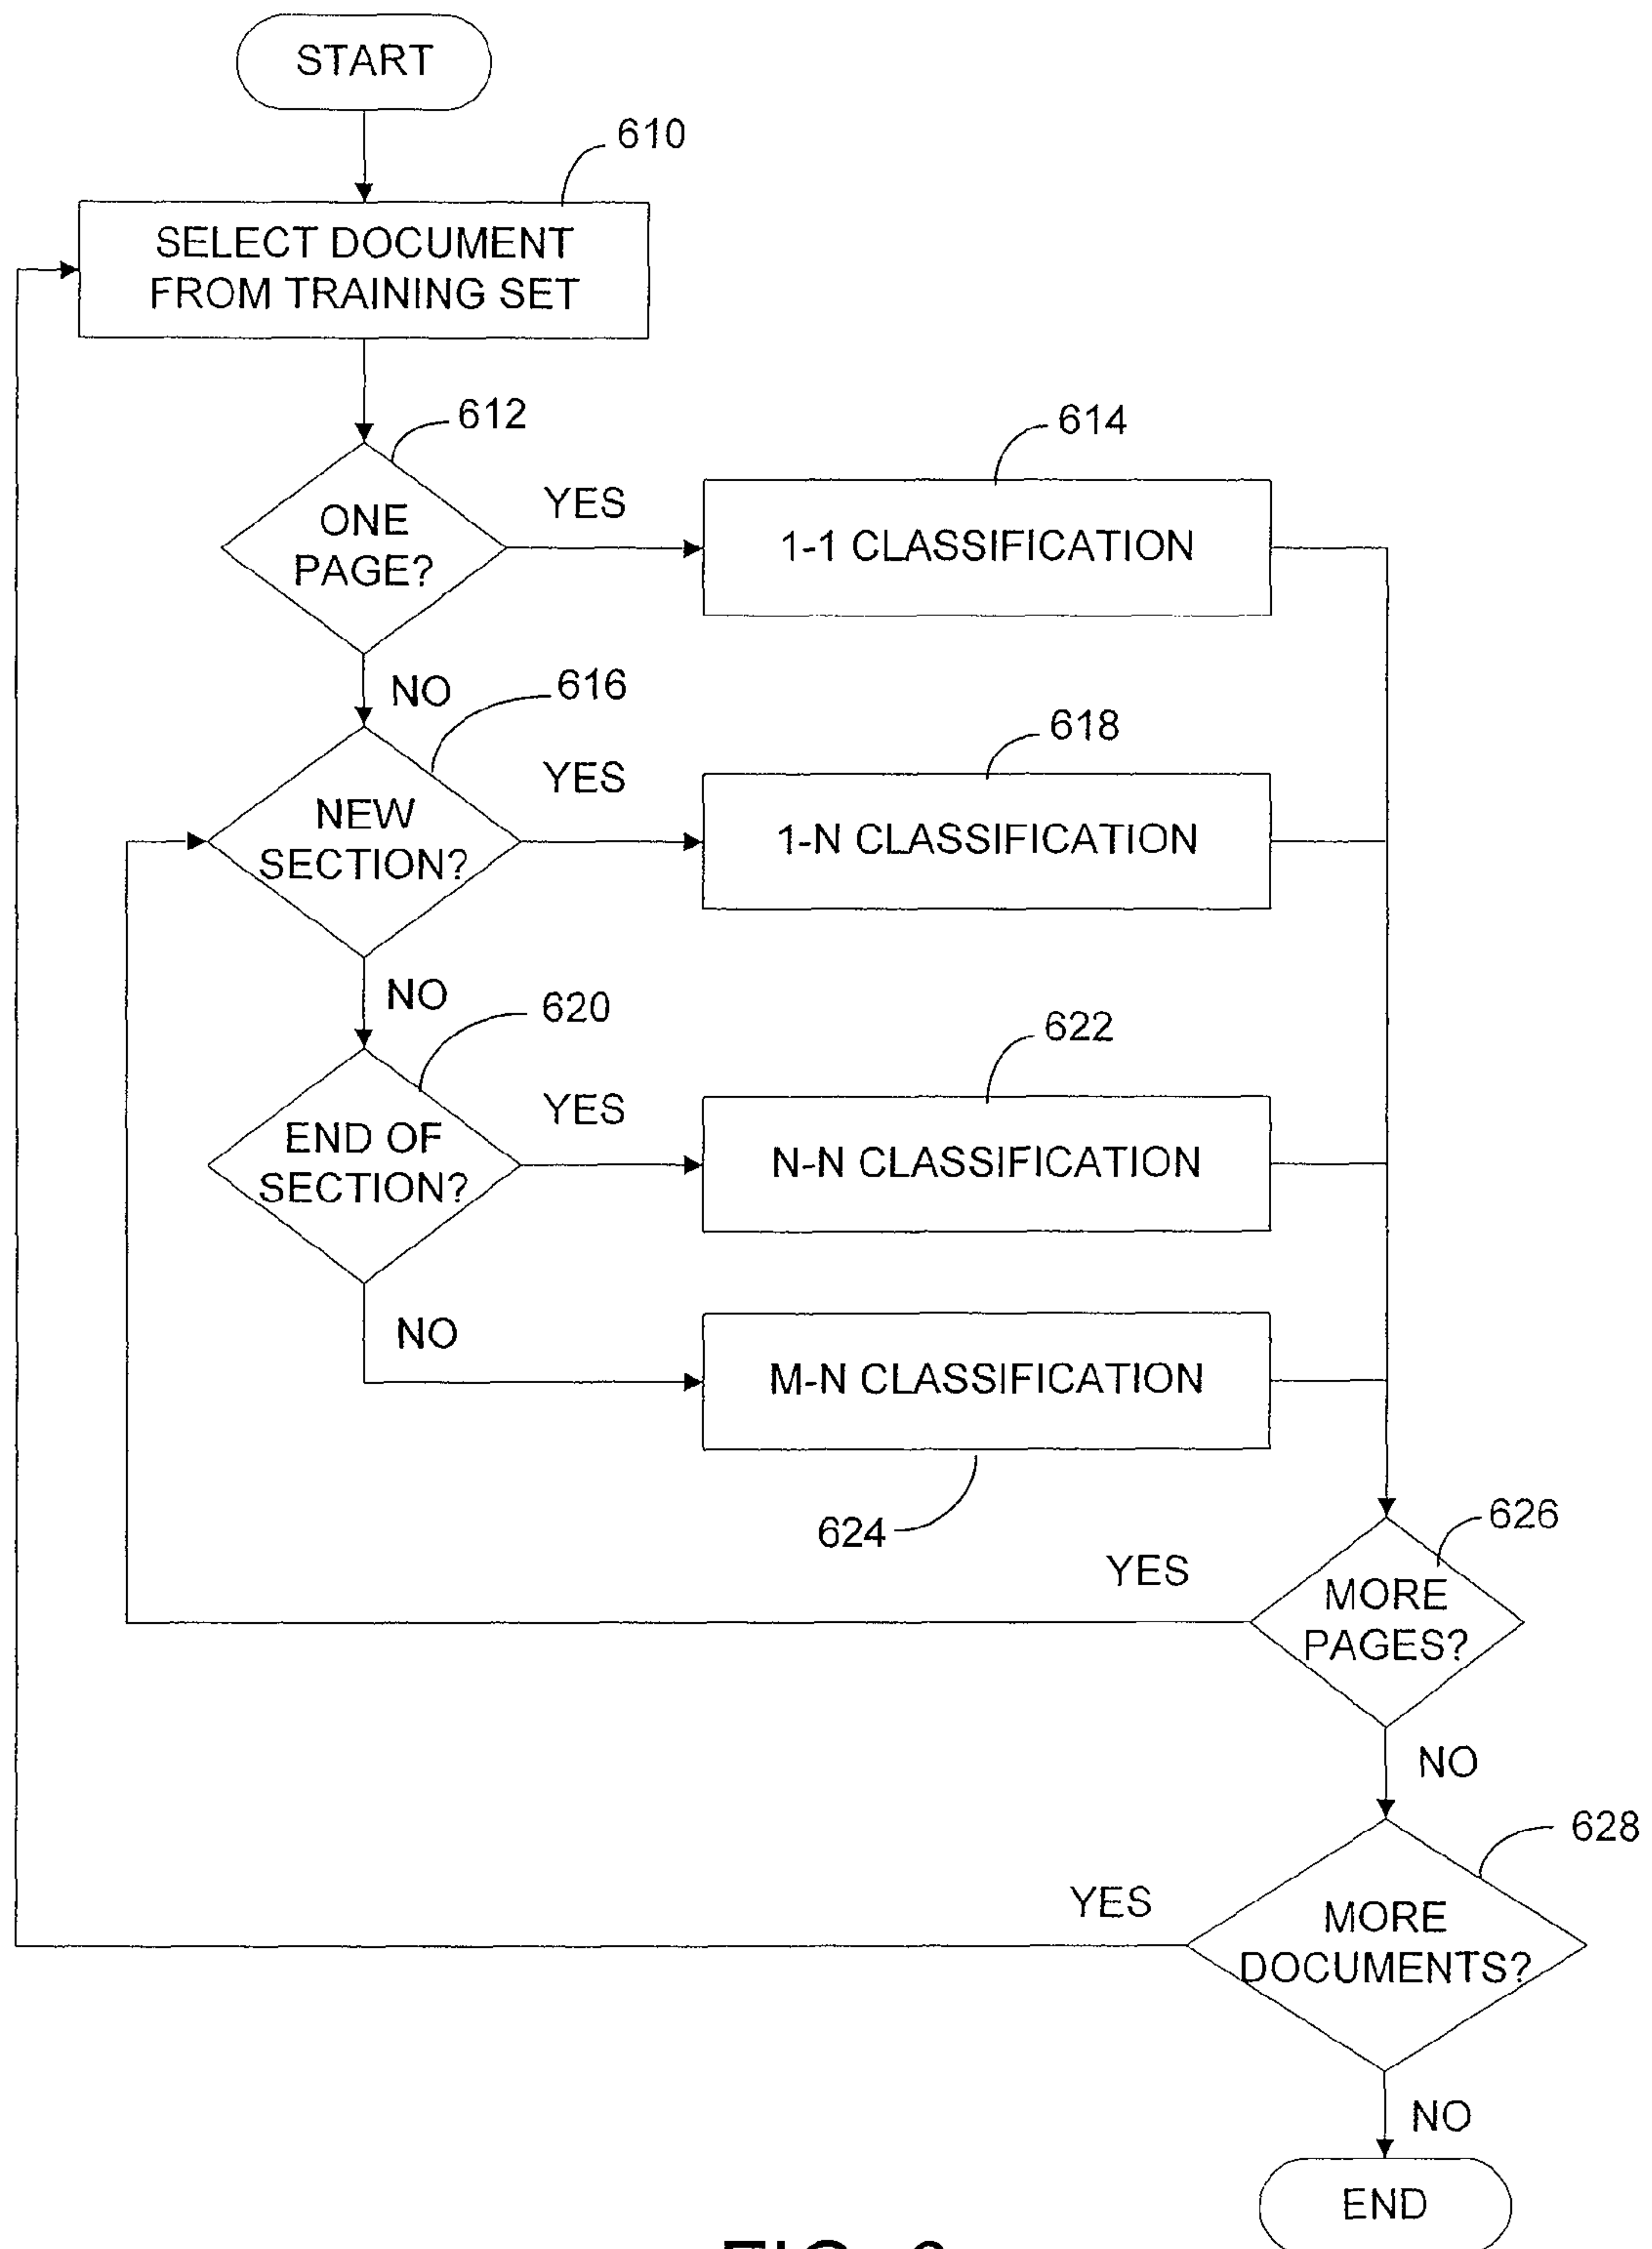 START
610
SELECT DOCUMENT
FROM TRAINING SET
612
ONE
PAGE?
YES
614
1-1 CLASSIFICATION
NO
616
NEW
SECTION?
YES
618
1-N CLASSIFICATION
NO
620
END OF
SECTION?
YES
622
N-N CLASSIFICATION
NO
M-N CLASSIFICATION
624
626
YES
MORE
PAGES?
NO
628
YES
MORE
DOCUMENTS?
NO
END